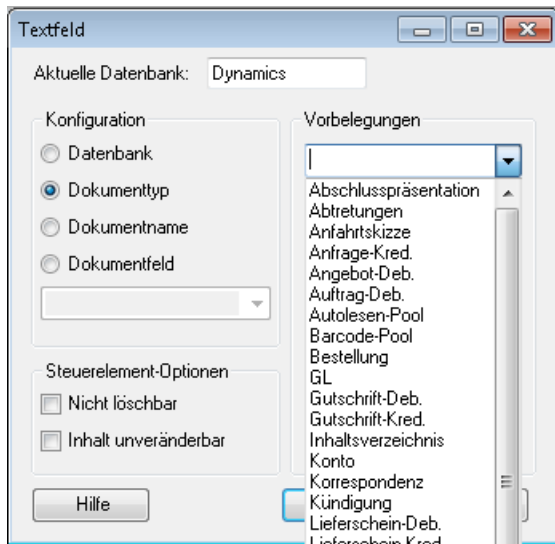 Textfeld
Aktuelle Datenbank: Dynamics
Konfiguration
Datenbank
Dokumenttyp
Dokumentname
Dokumentfeld
Steuerelement-Optionen
Nicht löschbar
Inhalt unveränderbar
Hilfe
Vorbelegungen
Abschlusspräsentation
Abtretungen
Anfahrtskizze
Anfrage-Kred.
Angebot-Deb.
Auftrag-Deb.
Autolesen-Pool
Barcode-Pool
Bestellung
GL
Gutschrift-Deb.
Gutschrift-Kred.
Inhaltsverzeichnis
Konto
Korrespondenz
Kündigung
Lieferschein-Deb.
Lieferschein-Kred.